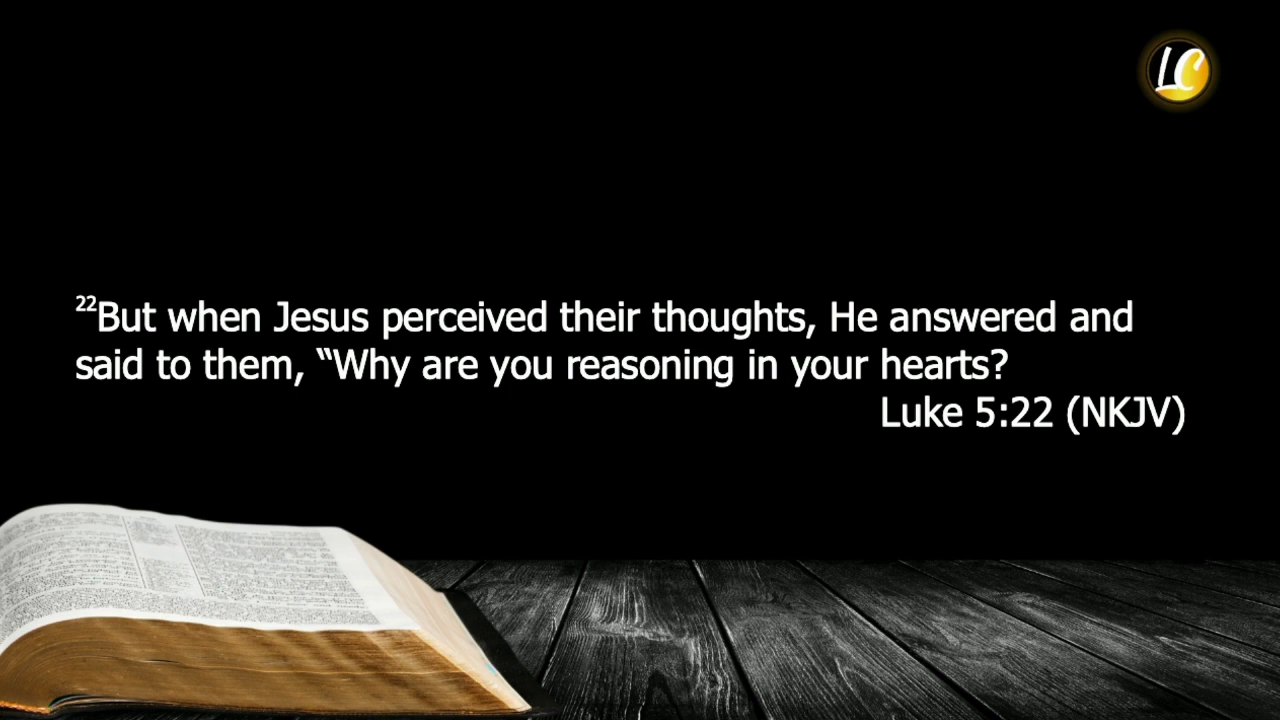 LC
²²But when Jesus perceived their thoughts, He answered and
said to them, “Why are you reasoning in your hearts?
Luke 5:22 (NKJV)